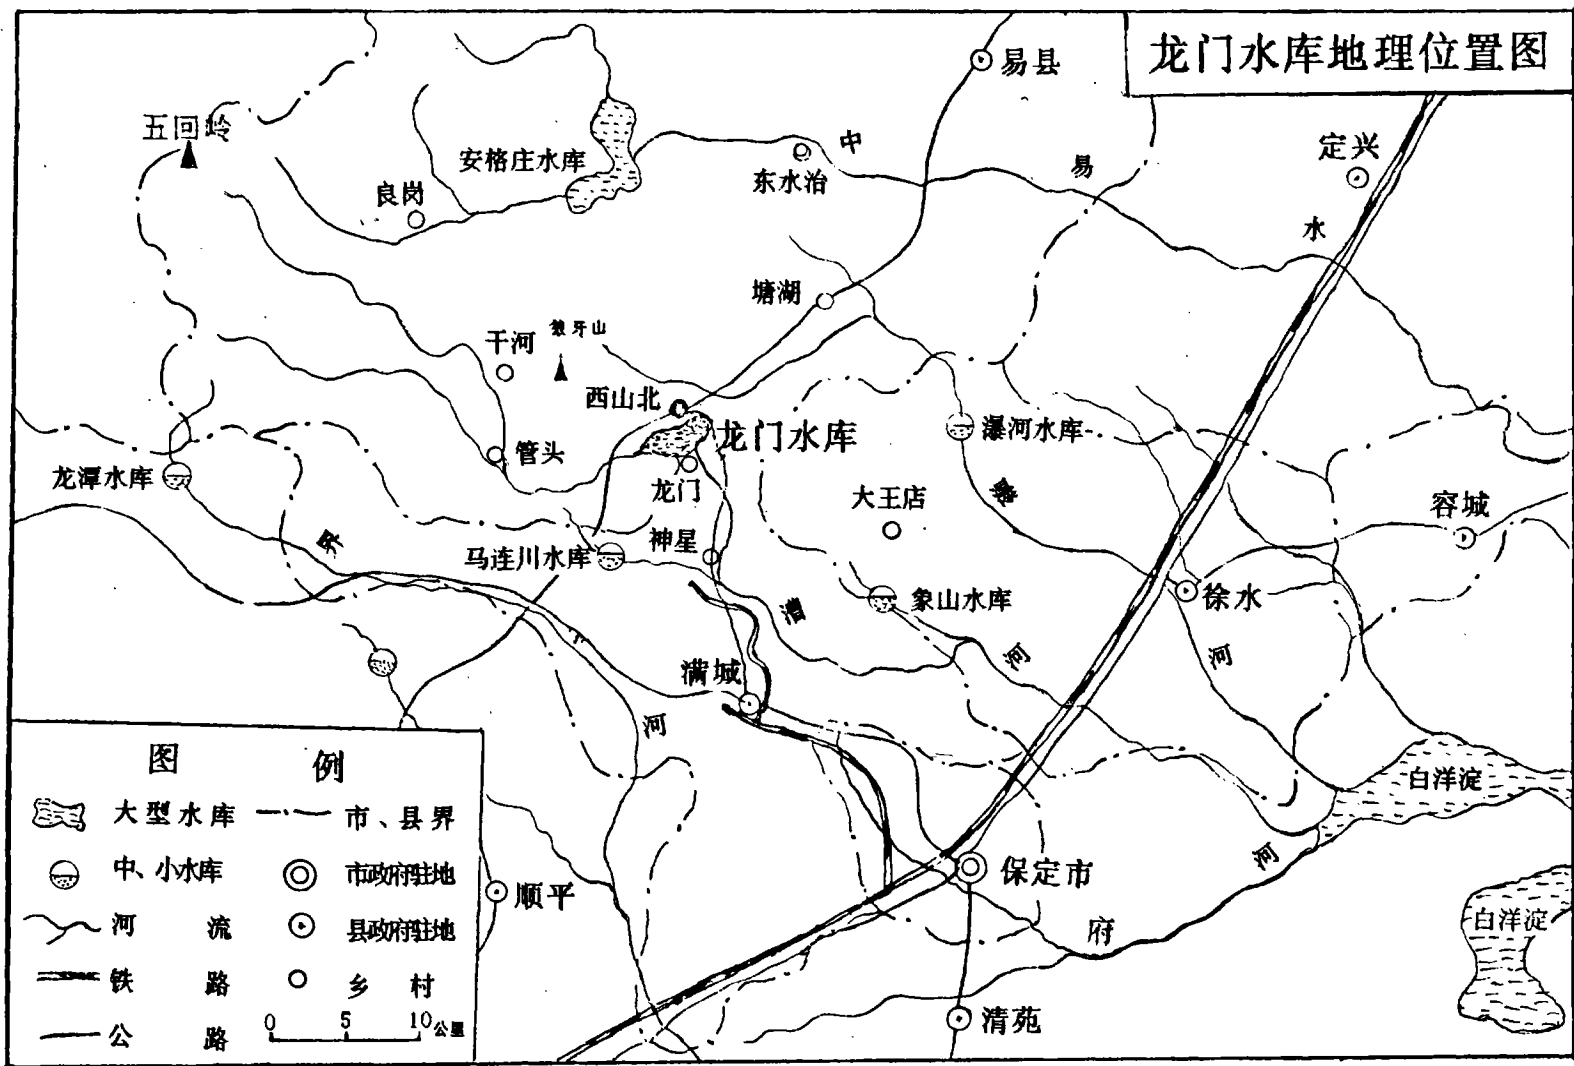 龙门水库地理位置图
易县
五回岭
安格庄水库
中
东水冶
易
定兴
良岗
水
塘湖
狼牙山
干河
西山北
龙门水库
瀑河水库
管头
龙潭水库
龙门
大王店
瀑
容城
界
马连川水库
神星
漕
象山水库
徐水
河
河
满城
河
白洋淀
河
保定市
顺平
府
白洋淀
清苑
图例
大型水库
市、县界
中、小水库
市政府驻地
河流
县政府驻地
铁路
乡村
公路
0 5 10公里